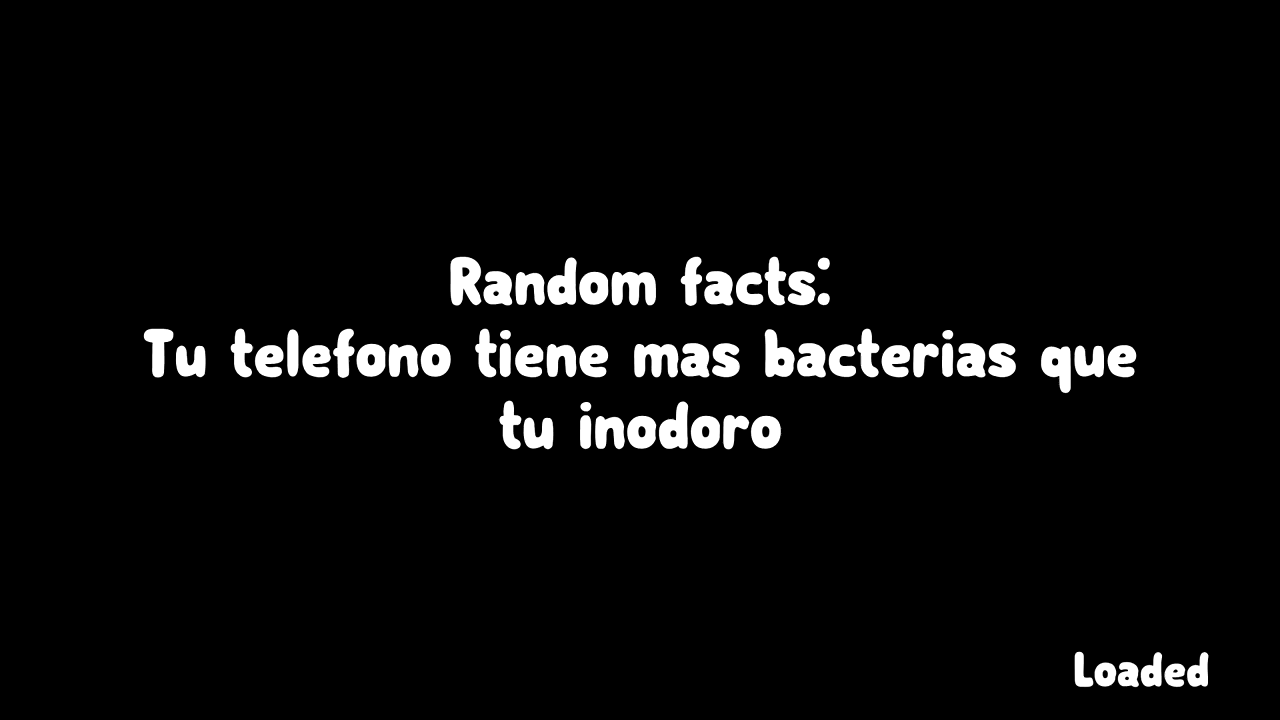 Random facts:
Tu telefono tiene mas bacterias que
tu inodoro
Loaded